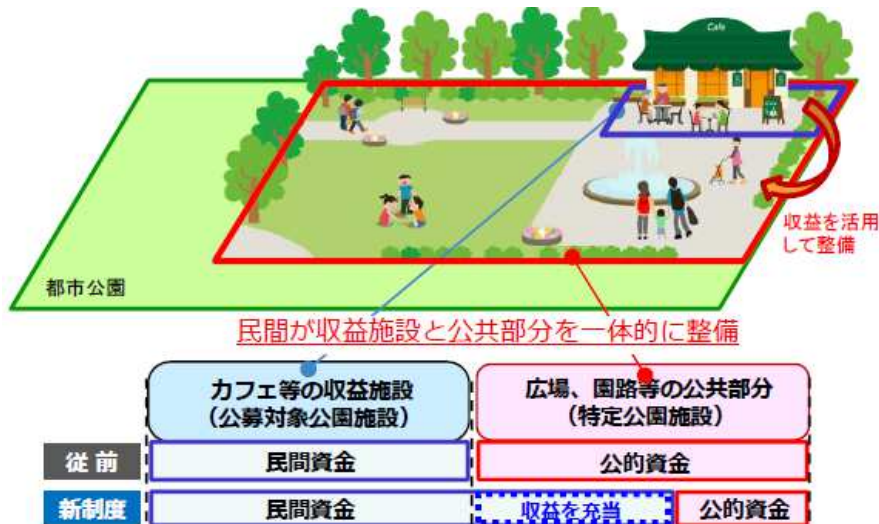 Cafe
収益を活用
して整備
都市公園
民間が収益施設と公共部分を一体的に整備
カフェ等の収益施設
（公募対象公園施設）
広場、園路等の公共部分
（特定公園施設）
従前
民間資金
公的資金
新制度
民間資金
収益を充当
公的資金